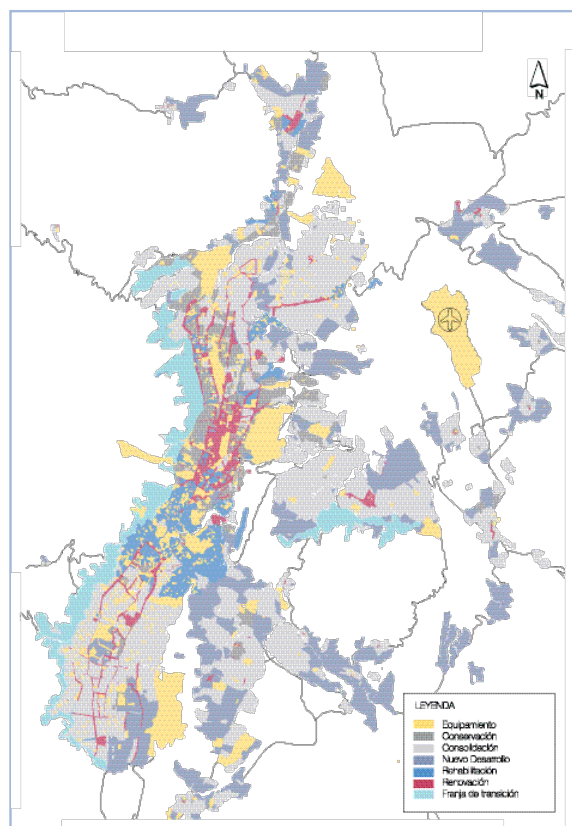 N
LEYENDA
Equipamiento
Conservación
Consolidación
Nuevo Desarrollo
Rehabilitación
Renovación
Franja de transición